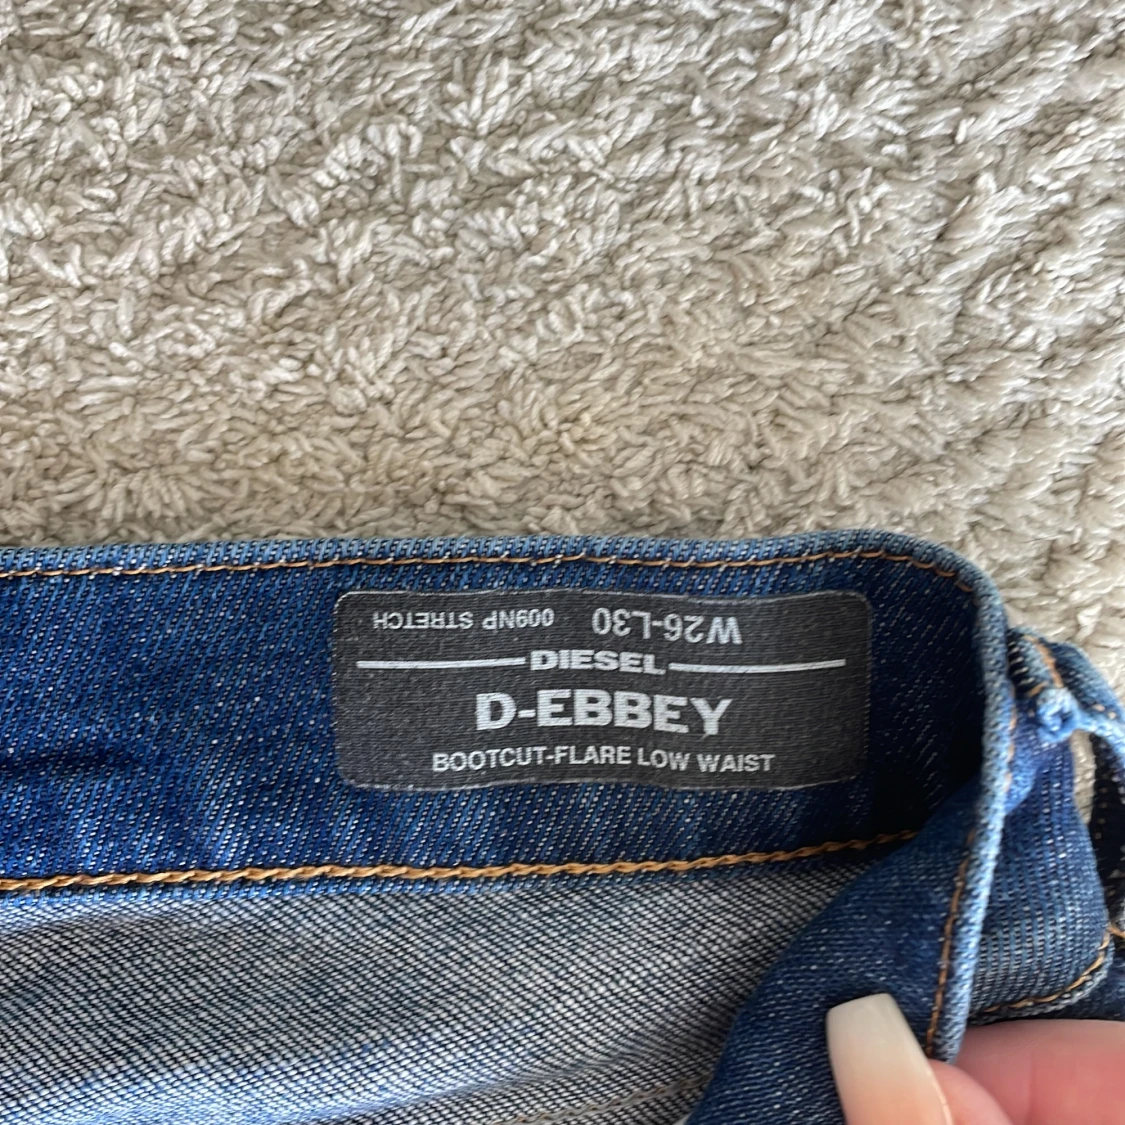 009NP STRETCH W26-L30
DIESEL
D-EBBEY
BOOTCUT-FLARE LOW WAIST